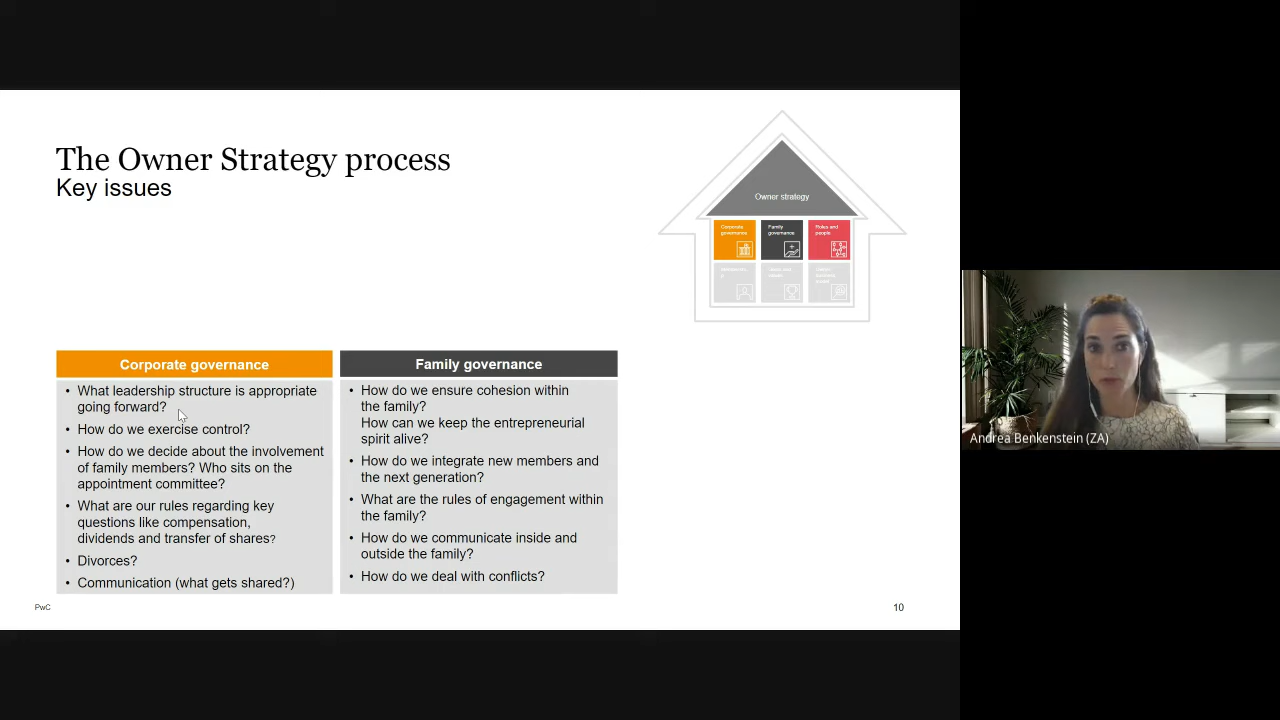 The Owner Strategy process
Key issues
Owner strategy
Corporate
governance
Family
governance
Roles and
people
Corporate governance
• What leadership structure is appropriate
going forward?
• How do we exercise control?
• How do we decide about the involvement
of family members? Who sits on the
appointment committee?
• What are our rules regarding key
questions like compensation,
dividends and transfer of shares?
• Divorces?
• Communication (what gets shared?)
Family governance
• How do we ensure cohesion within
the family?
How can we keep the entrepreneurial
spirit alive?
• How do we integrate new members and
the next generation?
• What are the rules of engagement within
the family?
• How do we communicate inside and
outside the family?
• How do we deal with conflicts?
PwC
10
Andrea Benkenstein (ZA)